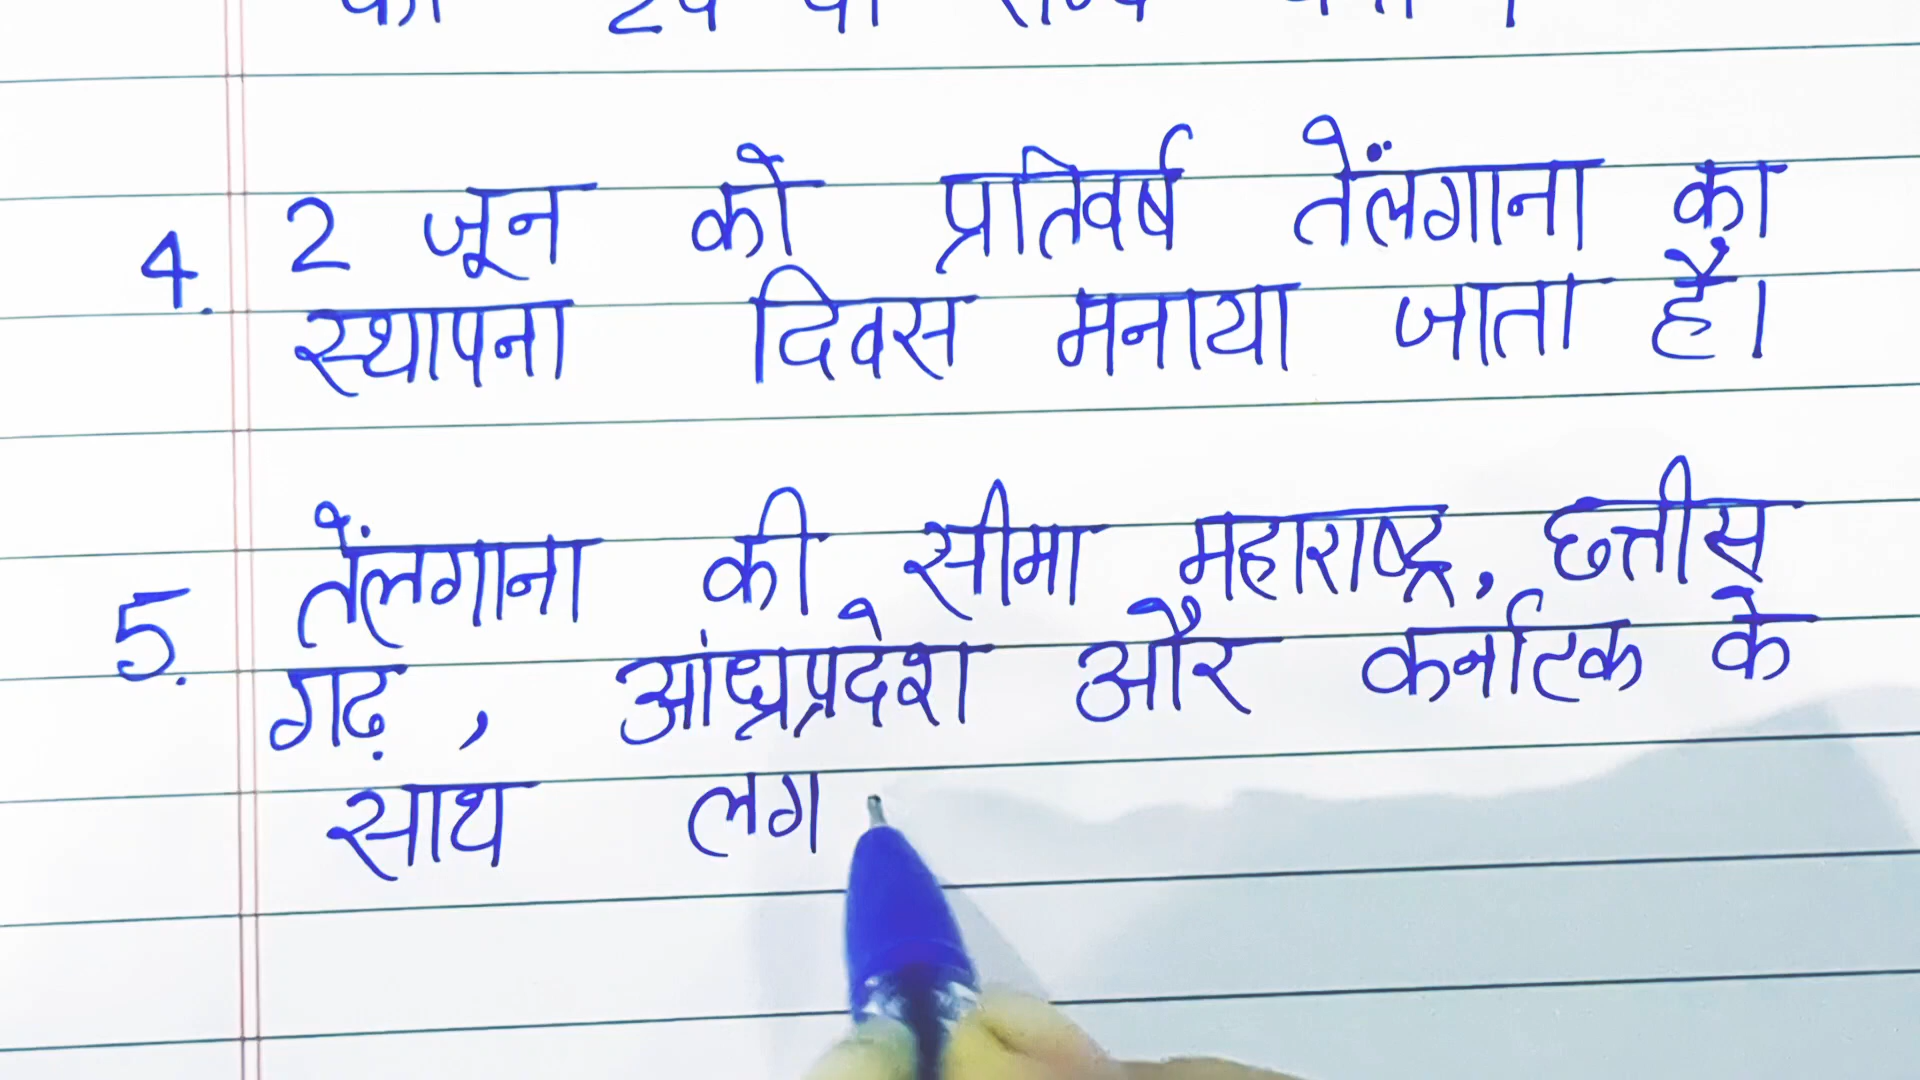 4. 2 जून को प्रतिवर्ष तेलंगाना का
स्थापना दिवस मनाया जाता है।
5. तेलंगाना की सीमा महाराष्ट्र, छत्तीस
गढ़, आंध्रप्रदेश और कर्नाटक के
साथ लग